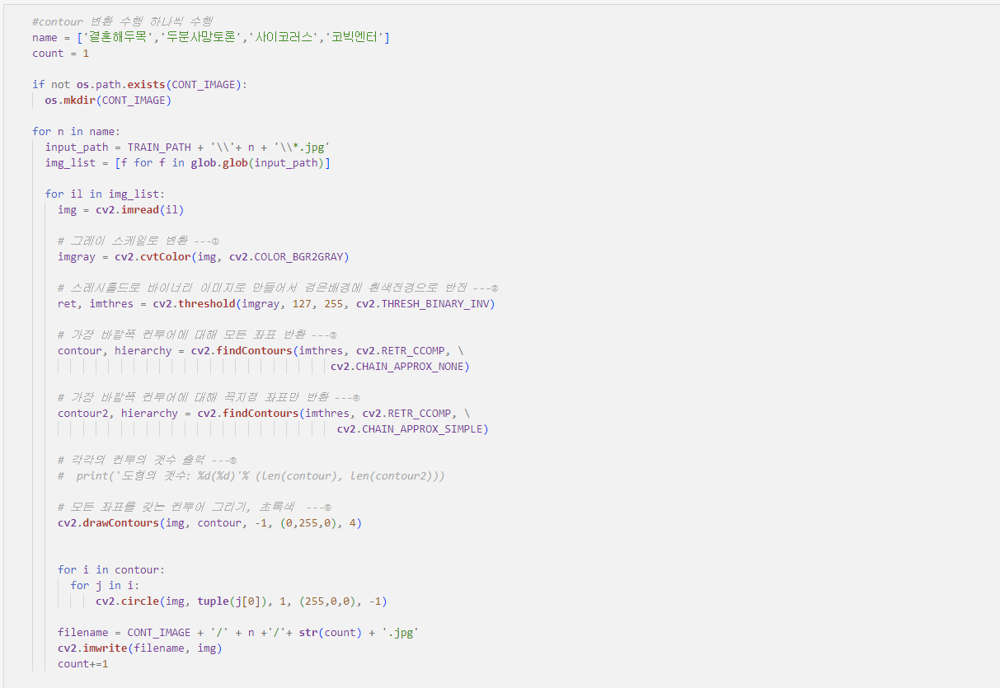 #contour 변환 수행 하나씩 수행
name = ['결혼해두목','두분사망토론','사이코러스','코빅엔터']
count = 1
if not os.path.exists(CONT_IMAGE):
os.mkdir(CONT_IMAGE)
for n in name:
input_path = TRAIN_PATH + '\\'+ n + '\\*.jpg'
img_list = [f for f in glob.glob(input_path)]
for il in img_list:
img = cv2.imread(il)
# 그레이 스케일로 변환 ---①
imgray = cv2.cvtColor(img, cv2.COLOR_BGR2GRAY)
# 스레시홀드로 바이너리 이미지로 만들어서 검은배경에 흰색전경으로 반전 ---②
ret, imthres = cv2.threshold(imgray, 127, 255, cv2.THRESH_BINARY_INV)
# 가장 바깥쪽 컨투어에 대해 모든 좌표 반환 ---③
contour, hierarchy = cv2.findContours(imthres, cv2.RETR_CCOMP, \
cv2.CHAIN_APPROX_NONE)
# 가장 바깥쪽 컨투어에 대해 꼭지점 좌표만 반환 ---④
contour2, hierarchy = cv2.findContours(imthres, cv2.RETR_CCOMP, \
cv2.CHAIN_APPROX_SIMPLE)
# 각각의 컨투의 갯수 출력 ---⑤
#  print('도형의 갯수: %d(%d)'% (len(contour), len(contour2)))
# 모든 좌표를 갖는 컨투어 그리기, 초록색  ---⑥
cv2.drawContours(img, contour, -1, (0,255,0), 4)
for i in contour:
for j in i:
cv2.circle(img, tuple(j[0]), 1, (255,0,0), -1)
filename = CONT_IMAGE + '/' + n +'/'+ str(count) + '.jpg'
cv2.imwrite(filename, img)
count+=1